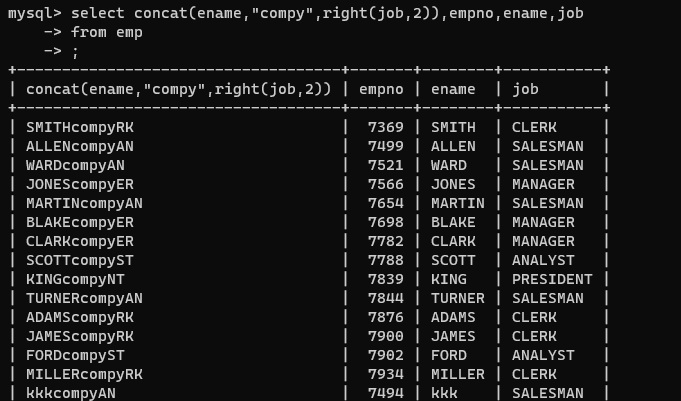 mysql> select concat(ename,"compy",right(job,2)),empno,ename,job
    -> from emp
    -> ;
+------------------------------------+-------+--------+-----------+
| concat(ename,"compy",right(job,2)) | empno | ename  | job       |
+------------------------------------+-------+--------+-----------+
| SMITHcompyRK                       |  7369 | SMITH  | CLERK     |
| ALLENcompyAN                       |  7499 | ALLEN  | SALESMAN  |
| WARDcompyAN                        |  7521 | WARD   | SALESMAN  |
| JONEScompyER                       |  7566 | JONES  | MANAGER   |
| MARTINcompyAN                      |  7654 | MARTIN | SALESMAN  |
| BLAKEcompyER                       |  7698 | BLAKE  | MANAGER   |
| CLARKcompyER                       |  7782 | CLARK  | MANAGER   |
| SCOTTcompyST                       |  7788 | SCOTT  | ANALYST   |
| KINGcompyNT                        |  7839 | KING   | PRESIDENT |
| TURNERcompyAN                      |  7844 | TURNER | SALESMAN  |
| ADAMScompyRK                       |  7876 | ADAMS  | CLERK     |
| JAMEScompyRK                       |  7900 | JAMES  | CLERK     |
| FORDcompyST                        |  7902 | FORD   | ANALYST   |
| MILLERcompyRK                      |  7934 | MILLER | CLERK     |
| kkkcompyAN                         |  7494 | kkk    | SALESMAN  |